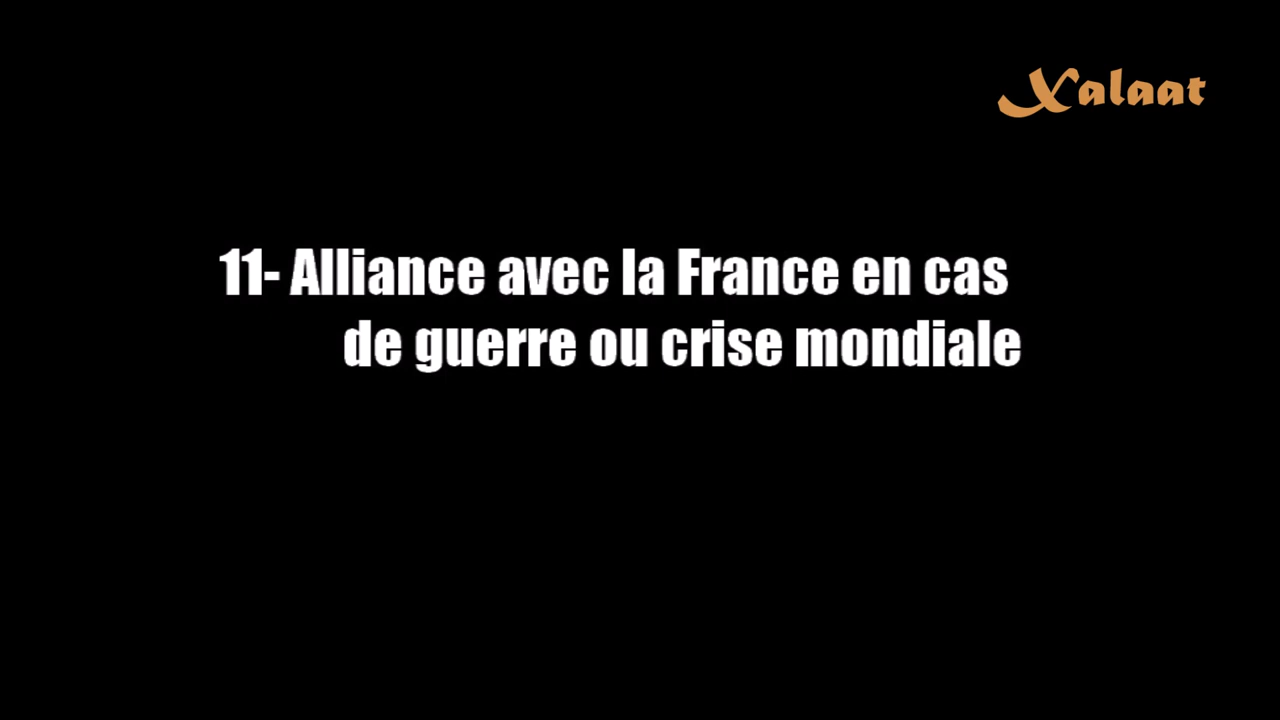 Xalaat
11- Alliance avec la France en cas
de guerre ou crise mondiale